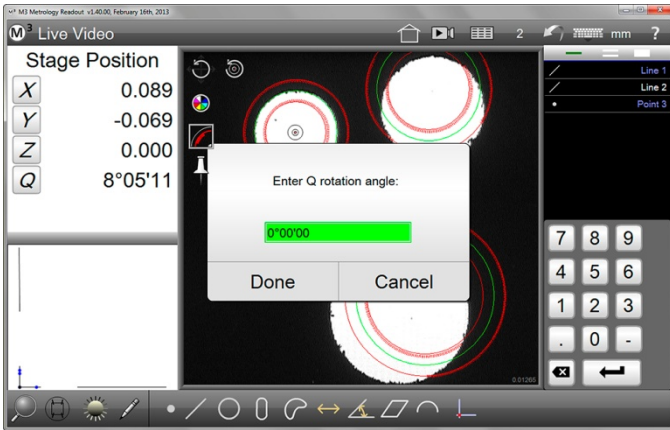 M³ M3 Metrology Readout v1.40.00, February 16th, 2013
M³ Live Video
2
mm
?
Stage Position
X 0.089
Y -0.069
Z 0.000
Q 8°05'11
Line 1
Line 2
Point 3
Enter Q rotation angle:
0°00'00
Done Cancel
7 8 9
4 5 6
1 2 3
. 0 -
0.01265